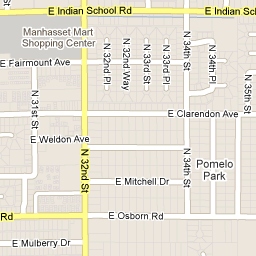 E Indian School Rd
E Indian School Rd
Manhasset Mart
Shopping Center
N 32nd Pl
N 32nd Way
N 33rd St
N 33rd Pl
N 34th St
N 34th Pl
E Fairmount Ave
N 31st St
N 35th St
E Clarendon Ave
E Weldon Ave
N 32nd St
N 34th St
Pomelo
Park
E Mitchell Dr
Rd
E Osborn Rd
E Mulberry Dr